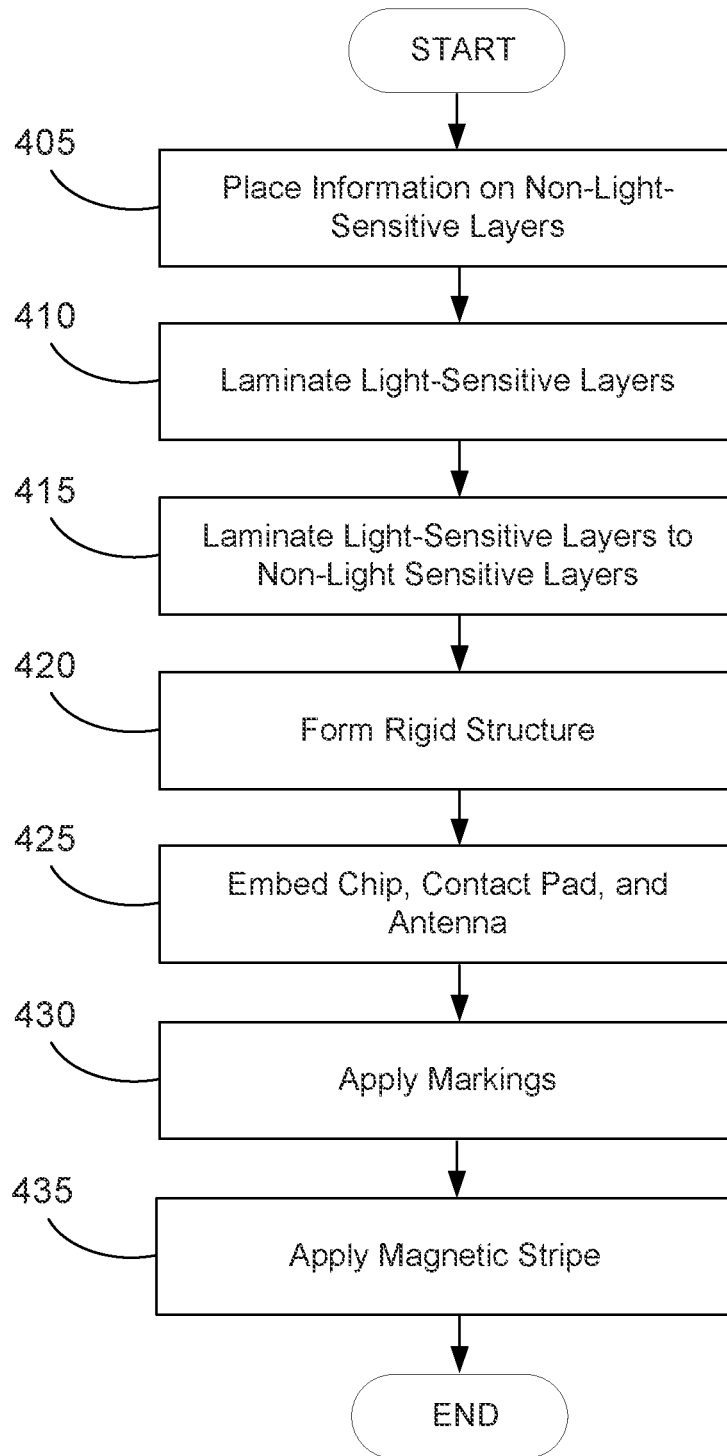 START
405
Place Information on Non-Light-
Sensitive Layers
410
Laminate Light-Sensitive Layers
415
Laminate Light-Sensitive Layers to
Non-Light Sensitive Layers
420
Form Rigid Structure
425
Embed Chip, Contact Pad, and
Antenna
430
Apply Markings
435
Apply Magnetic Stripe
END